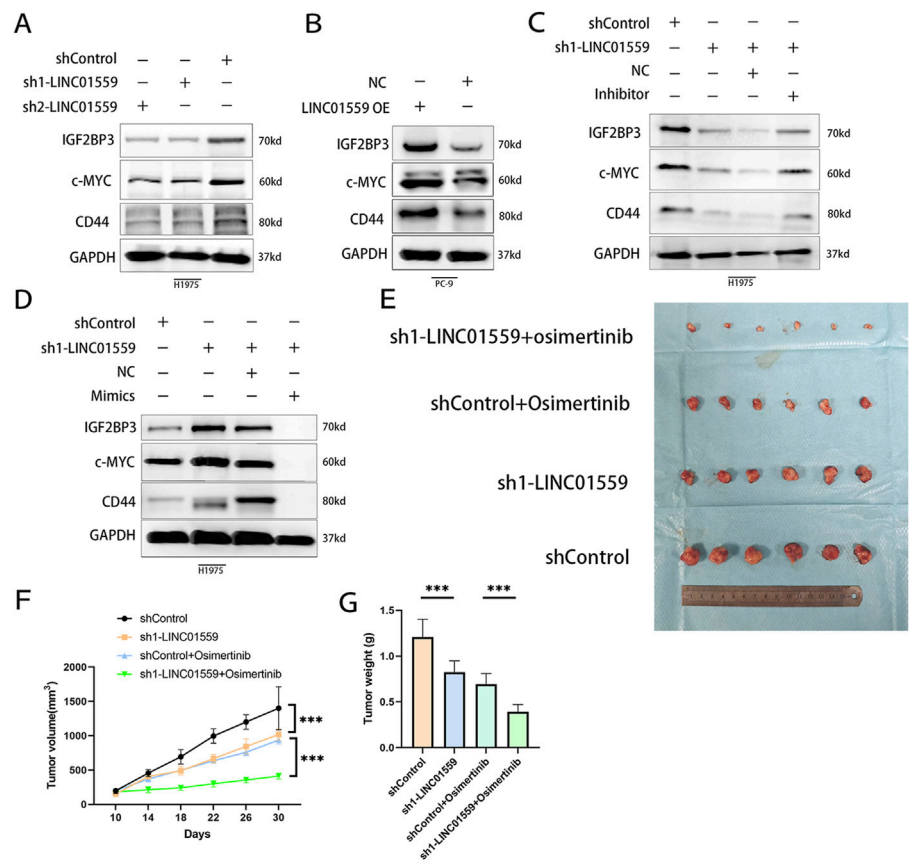 A
shControl − − +
sh1-LINC01559 − + −
sh2-LINC01559 + − −
IGF2BP3 70kd
c-MYC 60kd
CD44 80kd
GAPDH 37kd
H1975
B
NC − +
LINC01559 OE + −
IGF2BP3 70kd
c-MYC 60kd
CD44 80kd
GAPDH 37kd
PC-9
C
shControl + − − −
sh1-LINC01559 − + + +
NC − − + −
Inhibitor − − − +
IGF2BP3 70kd
c-MYC 60kd
CD44 80kd
GAPDH 37kd
H1975
D
shControl + − − −
sh1-LINC01559 − + + +
NC − − + −
Mimics − − − +
IGF2BP3 70kd
c-MYC 60kd
CD44 80kd
GAPDH 37kd
H1975
E
sh1-LINC01559+osimertinib
shControl+Osimertinib
sh1-LINC01559
shControl
F
shControl
sh1-LINC01559
shControl+Osimertinib
sh1-LINC01559+Osimertinib
Tumor volume(mm³)
2000
1500
1000
500
0
10 14 18 22 26 30
Days
***
***
G
*** ***
Tumor weight (g)
1.5
1.0
0.5
0.0
shControl
sh1-LINC01559
shControl+Osimertinib
sh1-LINC01559+Osimertinib